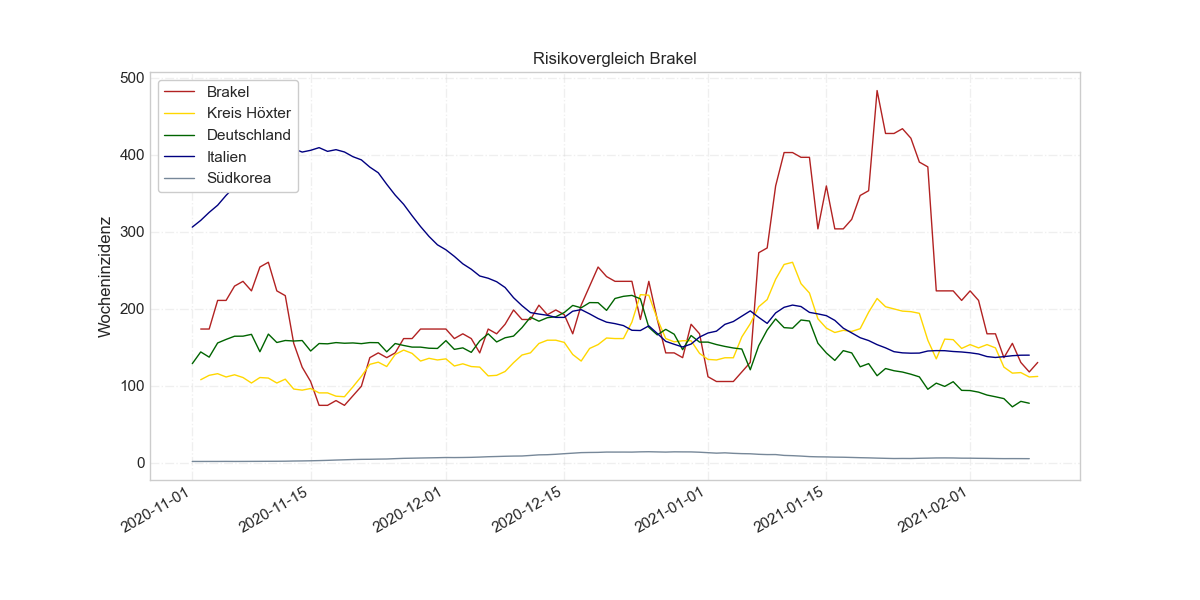 Risikovergleich Brakel
Wocheninzidenz
500
400
300
200
100
0
Brakel
Kreis Höxter
Deutschland
Italien
Südkorea
2020-11-01
2020-11-15
2020-12-01
2020-12-15
2021-01-01
2021-01-15
2021-02-01